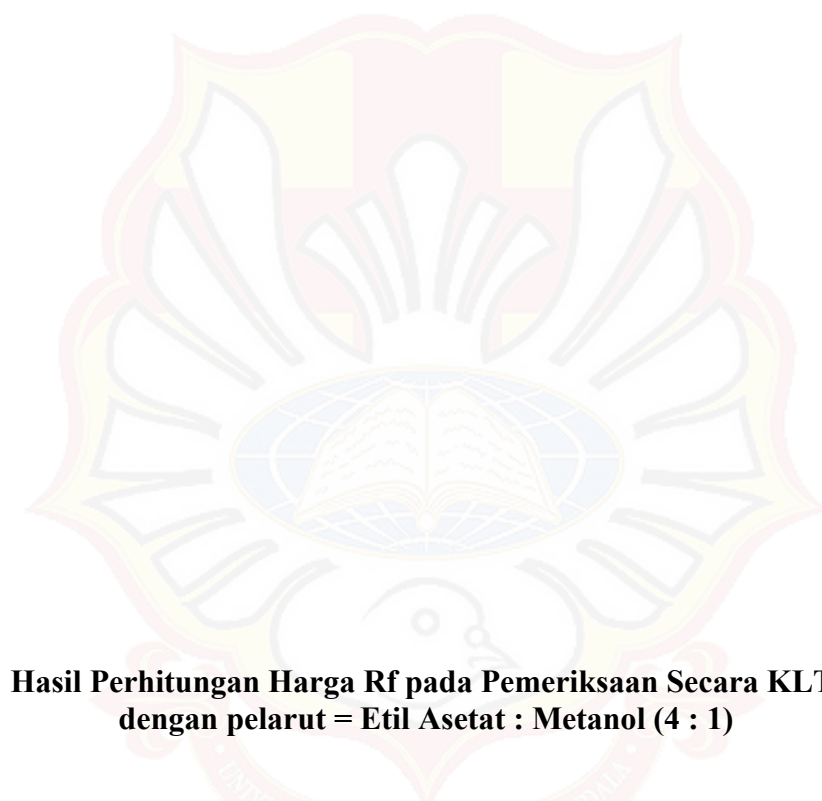 Hasil Perhitungan Harga Rf pada Pemeriksaan Secara KLT
dengan pelarut = Etil Asetat : Metanol (4 : 1)